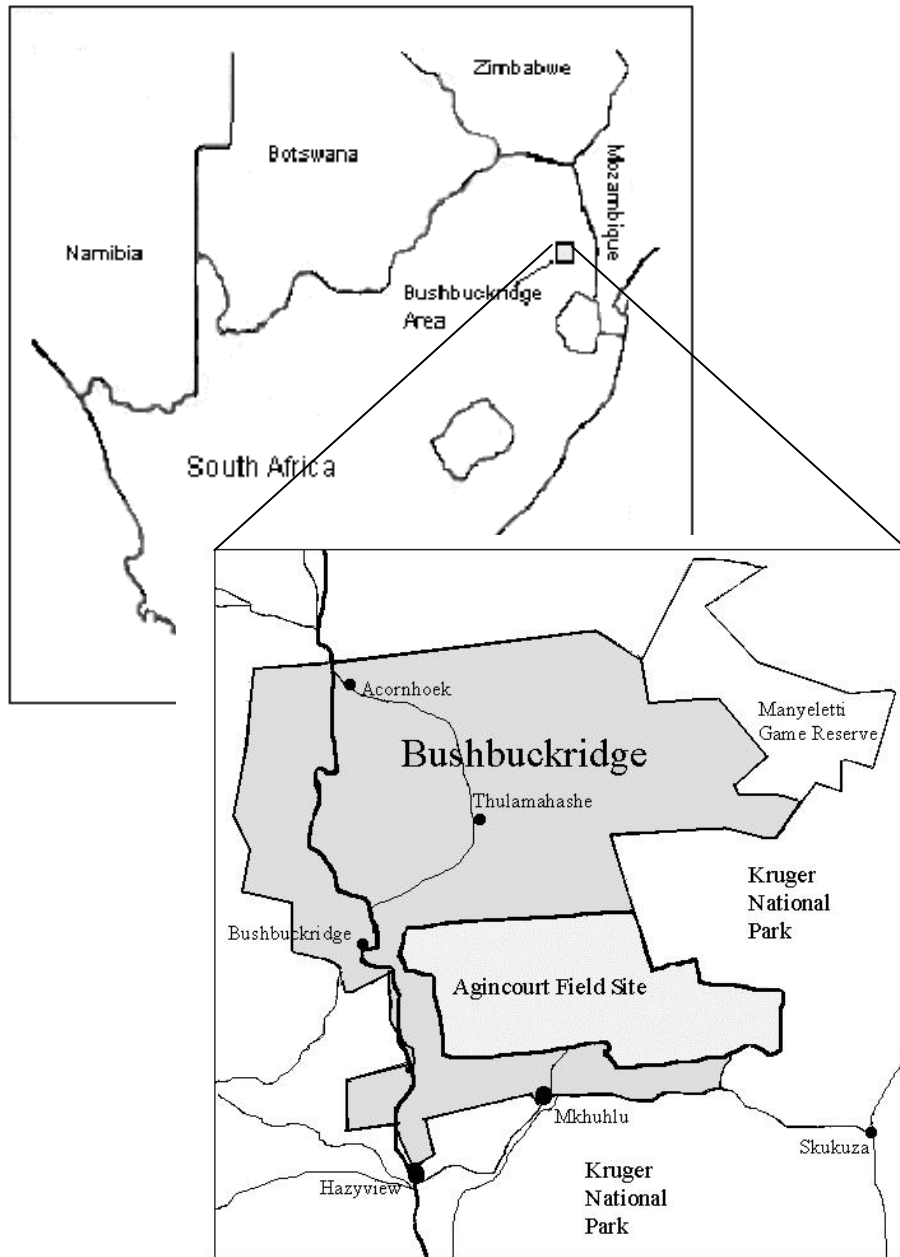 Zimbabwe
Botswana
Mozambique
Namibia
Bushbuckridge
Area
South Africa
Acornhoek
Manyeletti
Game Reserve
Bushbuckridge
Thulamahashe
Kruger
National
Park
Bushbuckridge
Agincourt Field Site
Mkhuhlu
Skukuza
Hazyview
Kruger
National
Park